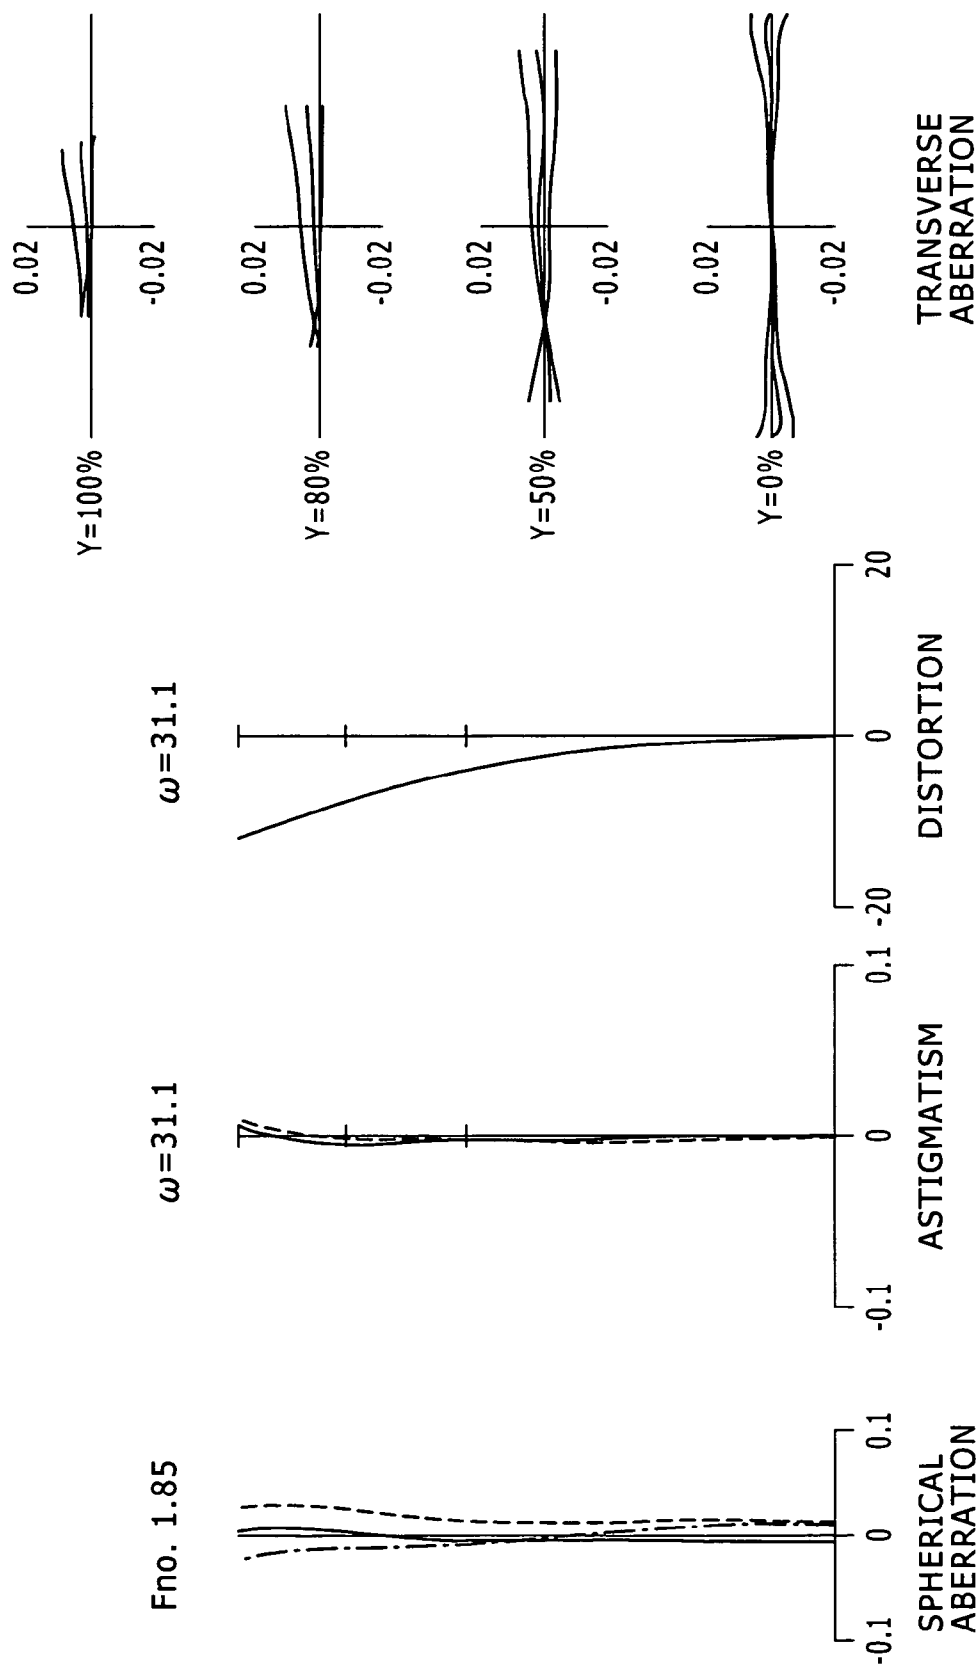 Fno. 1.85
-0.1
0
0.1
SPHERICAL
ABERRATION
ω=31.1
-0.1
0
0.1
ASTIGMATISM
ω=31.1
-20
0
20
DISTORTION
Y=100%
0.02
-0.02
Y=80%
0.02
-0.02
Y=50%
0.02
-0.02
Y=0%
0.02
-0.02
TRANSVERSE
ABERRATION